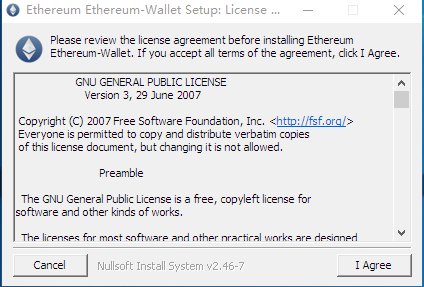 Ethereum Ethereum-Wallet Setup: License ...
Please review the license agreement before installing Ethereum
Ethereum-Wallet. If you accept all terms of the agreement, click I Agree.
GNU GENERAL PUBLIC LICENSE
Version 3, 29 June 2007
Copyright (C) 2007 Free Software Foundation, Inc. <http://fsf.org/>
Everyone is permitted to copy and distribute verbatim copies
of this license document, but changing it is not allowed.
Preamble
The GNU General Public License is a free, copyleft license for
software and other kinds of works.
The licenses for most software and other practical works are designed
Cancel Nullsoft Install System v2.46-7 I Agree